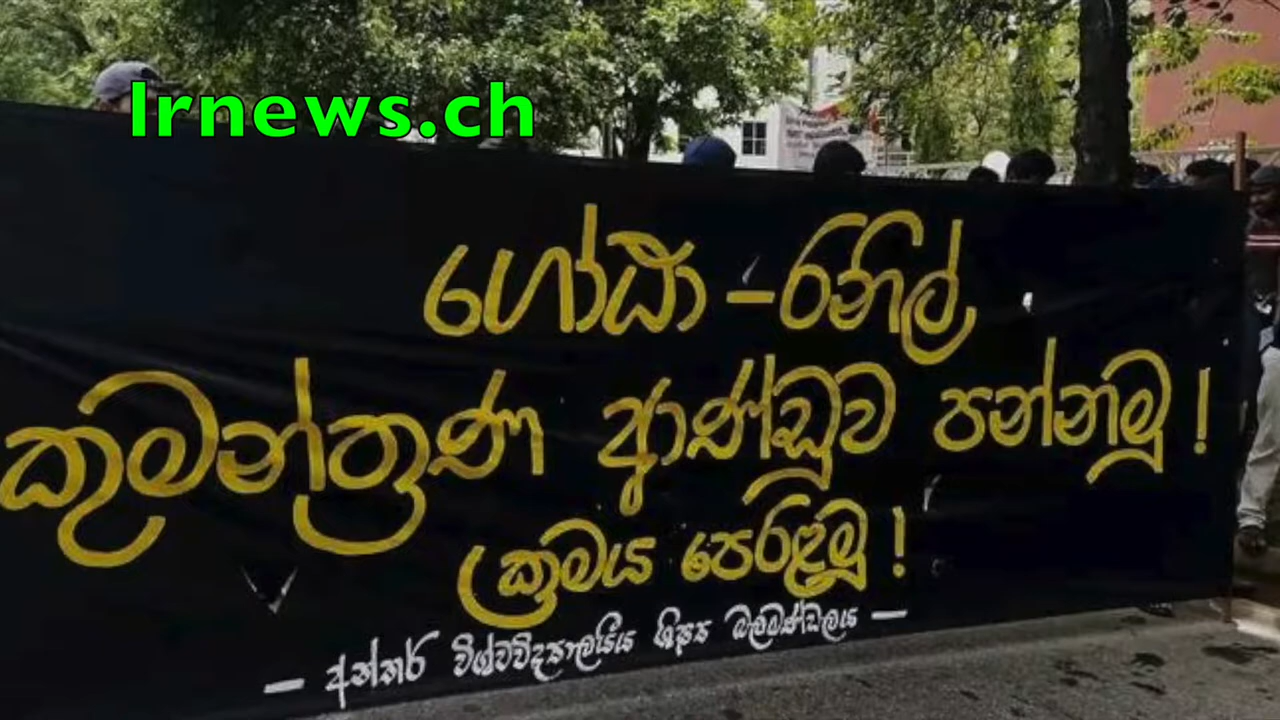 lrnews.ch
ගෝඨා - රනිල්
කුමන්ත්‍රණ ආණ්ඩුව පන්නමු !
ක්‍රමය පෙරළමු !
— අන්තර් විශ්වවිද්‍යාලයීය ශිෂ්‍ය බලමණ්ඩලය —